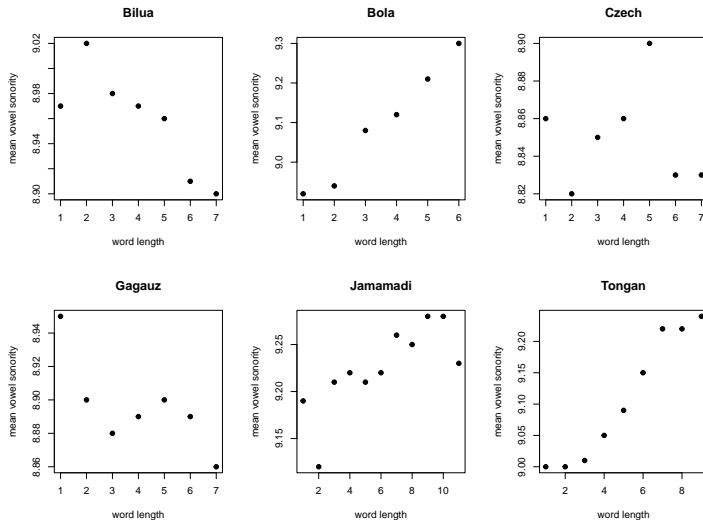 Bilua
mean vowel sonority
8.90 8.94 8.98 9.02
1 2 3 4 5 6 7
word length
Bola
mean vowel sonority
9.0 9.1 9.2 9.3
1 2 3 4 5 6
word length
Czech
mean vowel sonority
8.82 8.84 8.86 8.88 8.90
1 2 3 4 5 6 7
word length
Gagauz
mean vowel sonority
8.86 8.88 8.90 8.92 8.94
1 2 3 4 5 6 7
word length
Jamamadi
mean vowel sonority
9.15 9.20 9.25
2 4 6 8 10
word length
Tongan
mean vowel sonority
9.00 9.05 9.10 9.15 9.20
2 4 6 8
word length